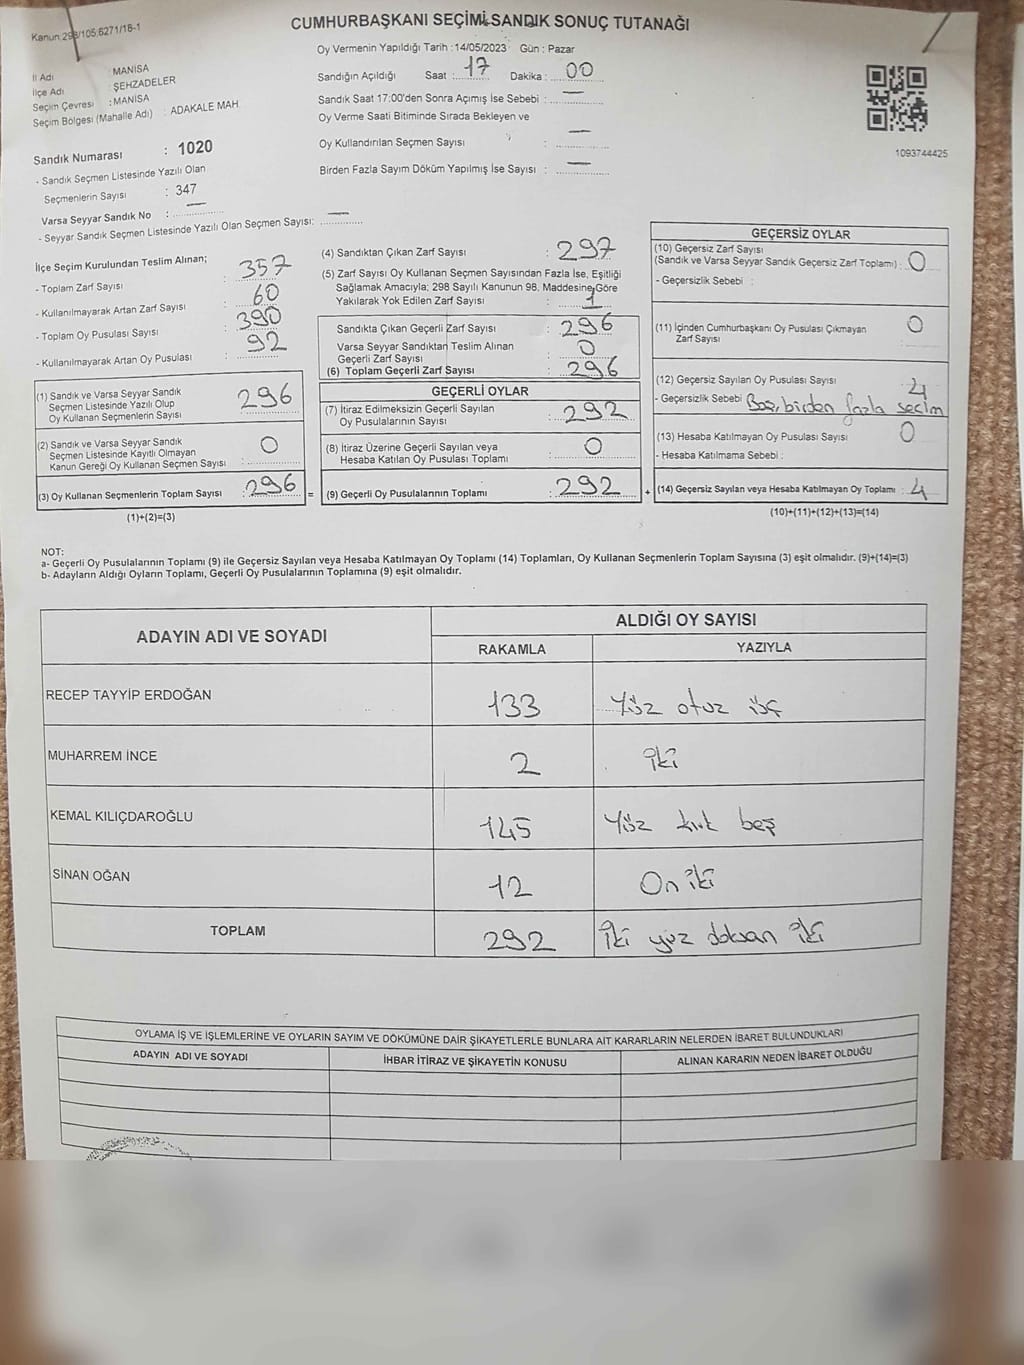 Kanun:298/105;6271/18-1
CUMHURBAŞKANI SEÇİMİ SANDIK SONUÇ TUTANAĞI
Oy Vermenin Yapıldığı Tarih :14/05/2023 Gün : Pazar
İl Adı : MANİSA
İlçe Adı : ŞEHZADELER
Seçim Çevresi : MANİSA
Seçim Bölgesi (Mahalle Adı) : ADAKALE MAH.
Sandığın Açıldığı Saat : 17 Dakika : 00
Sandık Saat 17:00'den Sonra Açımış İse Sebebi : —
Oy Verme Saati Bitiminde Sırada Bekleyen ve
Oy Kullandırılan Seçmen Sayısı : —
Birden Fazla Sayım Döküm Yapılmış İse Sayısı : —
1093744425
Sandık Numarası : 1020
- Sandık Seçmen Listesinde Yazılı Olan
Seçmenlerin Sayısı : 347
Varsa Seyyar Sandık No : —
- Seyyar Sandık Seçmen Listesinde Yazılı Olan Seçmen Sayısı: —
İlçe Seçim Kurulundan Teslim Alınan;
- Toplam Zarf Sayısı : 357
- Kullanılmayarak Artan Zarf Sayısı : 60
- Toplam Oy Pusulası Sayısı : 390
- Kullanılmayarak Artan Oy Pusulası : 92
(1) Sandık ve Varsa Seyyar Sandık
Seçmen Listesinde Yazılı Olup
Oy Kullanan Seçmenlerin Sayısı : 296
(2) Sandık ve Varsa Seyyar Sandık
Seçmen Listesinde Kayıtlı Olmayan
Kanun Gereği Oy Kullanan Seçmen Sayısı : 0
(3) Oy Kullanan Seçmenlerin Toplam Sayısı : 296 =
(1)+(2)=(3)
(4) Sandıktan Çıkan Zarf Sayısı : 297
(5) Zarf Sayısı Oy Kullanan Seçmen Sayısından Fazla İse, Eşitliği
Sağlamak Amacıyla; 298 Sayılı Kanunun 98. Maddesine Göre
Yakılarak Yok Edilen Zarf Sayısı : 1
Sandıkta Çıkan Geçerli Zarf Sayısı : 296
Varsa Seyyar Sandıktan Teslim Alınan
Geçerli Zarf Sayısı : 0
(6) Toplam Geçerli Zarf Sayısı : 296
GEÇERLİ OYLAR
(7) İtiraz Edilmeksizin Geçerli Sayılan
Oy Pusulalarının Sayısı : 292
(8) İtiraz Üzerine Geçerli Sayılan veya
Hesaba Katılan Oy Pusulası Toplamı : 0
(9) Geçerli Oy Pusulalarının Toplamı : 292 +
GEÇERSİZ OYLAR
(10) Geçersiz Zarf Sayısı
(Sandık ve Varsa Seyyar Sandık Geçersiz Zarf Toplamı) : 0
- Geçersizlik Sebebi :
(11) İçinden Cumhurbaşkanı Oy Pusulası Çıkmayan
Zarf Sayısı : 0
(12) Geçersiz Sayılan Oy Pusulası Sayısı : 4
- Geçersizlik Sebebi : Boş, birden fazla seçim
(13) Hesaba Katılmayan Oy Pusulası Sayısı : 0
- Hesaba Katılmama Sebebi :
(14) Geçersiz Sayılan veya Hesaba Katılmayan Oy Toplamı : 4
(10)+(11)+(12)+(13)=(14)
NOT:
a- Geçerli Oy Pusulalarının Toplamı (9) ile Geçersiz Sayılan veya Hesaba Katılmayan Oy Toplamı (14) Toplamları, Oy Kullanan Seçmenlerin Toplam Sayısına (3) eşit olmalıdır. (9)+(14)=(3)
b- Adayların Aldığı Oyların Toplamı, Geçerli Oy Pusulalarının Toplamına (9) eşit olmalıdır.
ADAYIN ADI VE SOYADI ALDIĞI OY SAYISI
RAKAMLA YAZIYLA
RECEP TAYYİP ERDOĞAN 133 Yüz otuz üç
MUHARREM İNCE 2 İki
KEMAL KILIÇDAROĞLU 145 Yüz kırk beş
SİNAN OĞAN 12 On iki
TOPLAM 292 İki yüz doksan iki
OYLAMA İŞ VE İŞLEMLERİNE VE OYLARIN SAYIM VE DÖKÜMÜNE DAİR ŞİKAYETLERLE BUNLARA AİT KARARLARIN NELERDEN İBARET BULUNDUKLARI
ADAYIN ADI VE SOYADI İHBAR İTİRAZ VE ŞİKAYETİN KONUSU ALINAN KARARIN NEDEN İBARET OLDUĞU